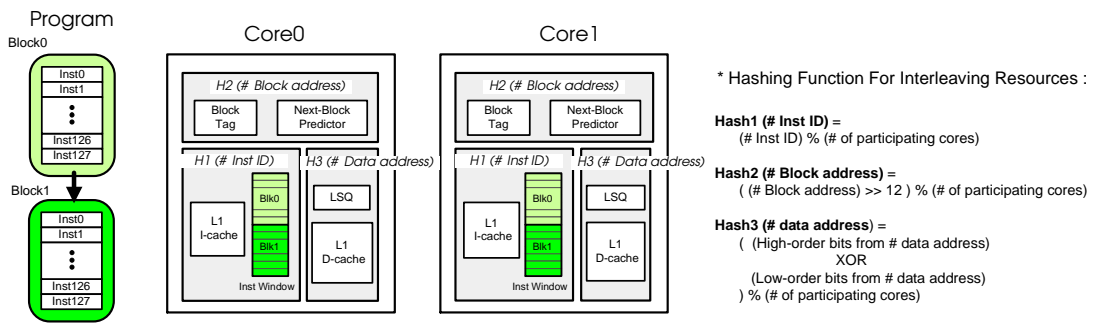 Program
Block0
Inst0
Inst1
Inst126
Inst127
Block1
Inst0
Inst1
Inst126
Inst127
Core0
H2 (# Block address)
Block
Tag
Next-Block
Predictor
H1 (# Inst ID)
H3 (# Data address)
L1
I-cache
Blk0
Blk1
Inst Window
LSQ
L1
D-cache
Core1
H2 (# Block address)
Block
Tag
Next-Block
Predictor
H1 (# Inst ID)
H3 (# Data address)
L1
I-cache
Blk0
Blk1
Inst Window
LSQ
L1
D-cache
* Hashing Function For Interleaving Resources :
Hash1 (# Inst ID) =
(# Inst ID) % (# of participating cores)
Hash2 (# Block address) =
( (# Block address) >> 12 ) % (# of participating cores)
Hash3 (# data address) =
( (High-order bits from # data address)
XOR
(Low-order bits from # data address)
) % (# of participating cores)